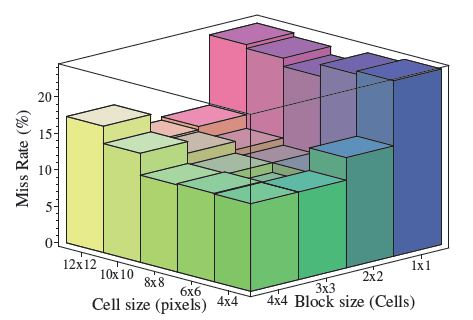 Miss Rate (%)
20
15
10
5
0
12x12
10x10
8x8
6x6
4x4
Cell size (pixels)
4x4
3x3
2x2
1x1
Block size (Cells)